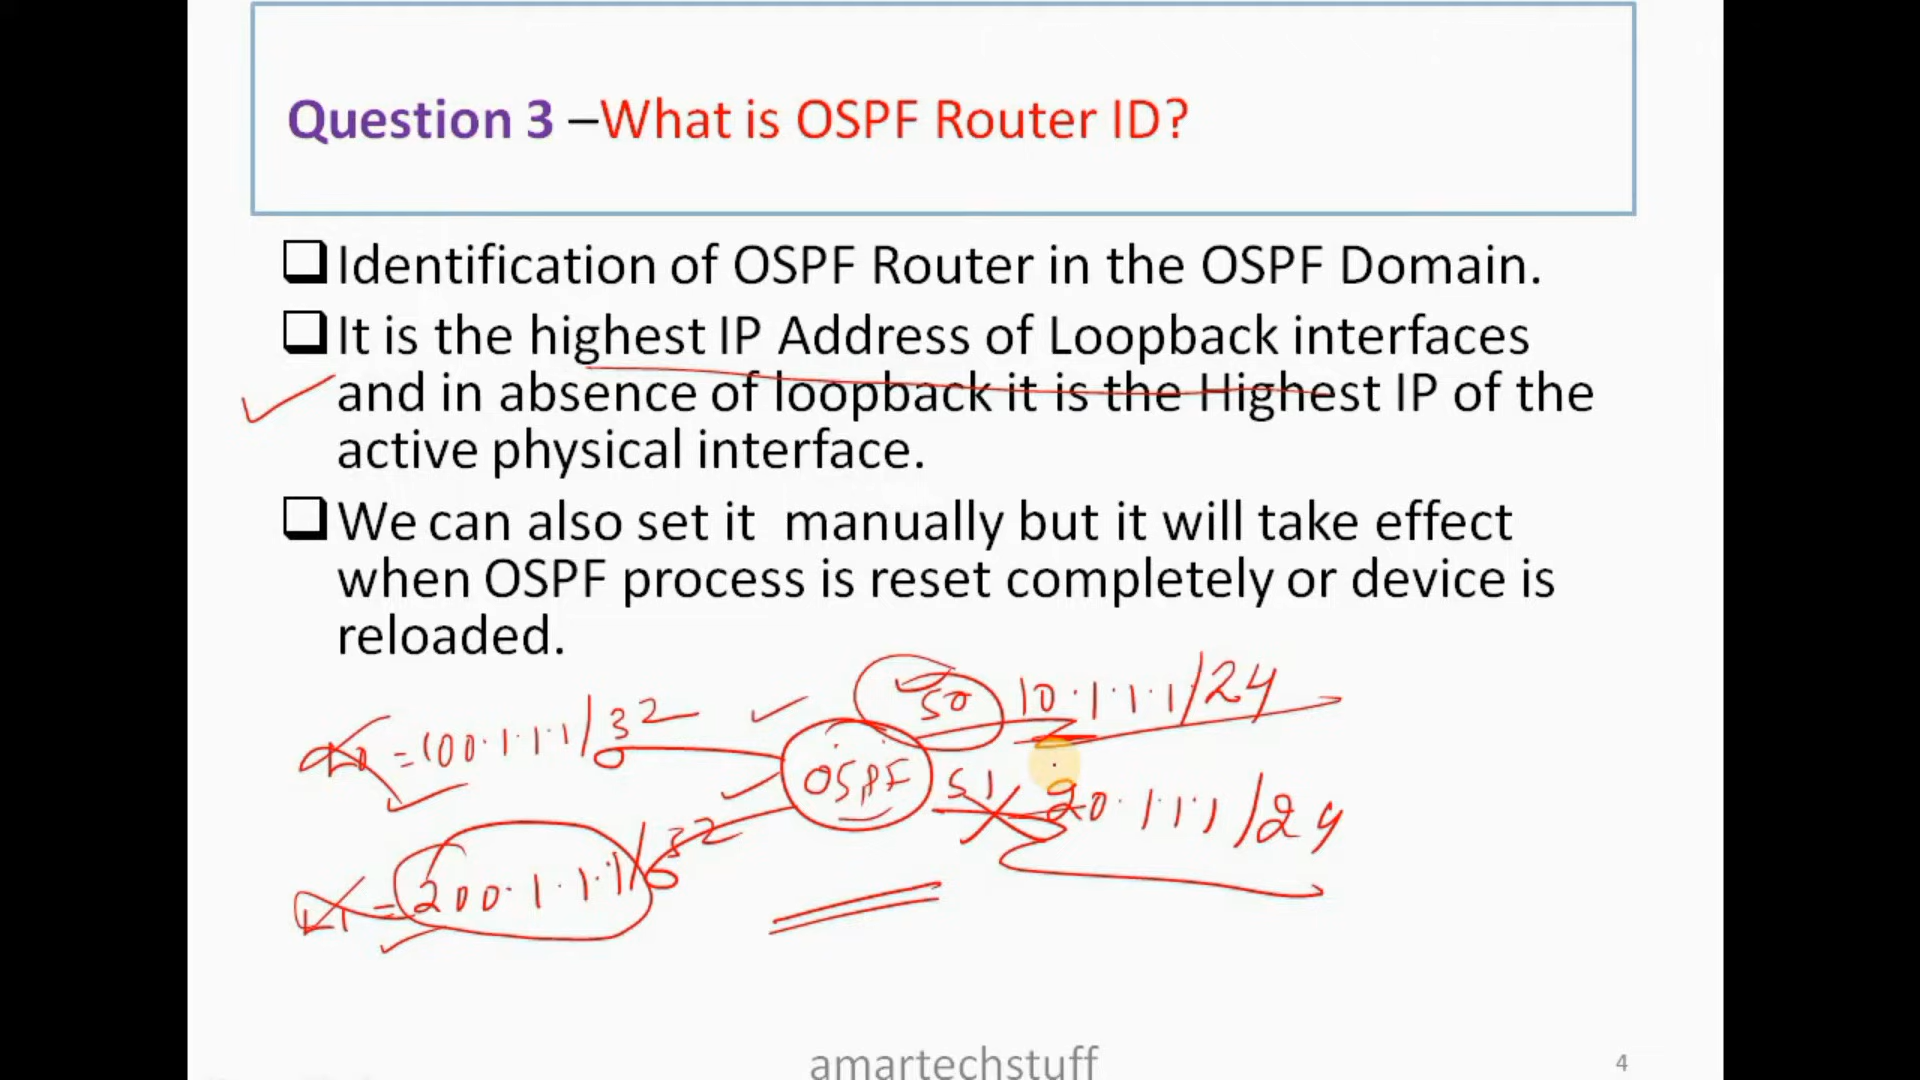 Question 3 –What is OSPF Router ID?
❑Identification of OSPF Router in the OSPF Domain.
❑It is the highest IP Address of Loopback interfaces
and in absence of loopback it is the Highest IP of the
active physical interface.
❑We can also set it manually but it will take effect
when OSPF process is reset completely or device is
reloaded.
S0 10.1.1.1/24
=100.1.1.1/32
OSPF
S1 20.1.1.1/24
=200.1.1.1/32
amartechstuff
4